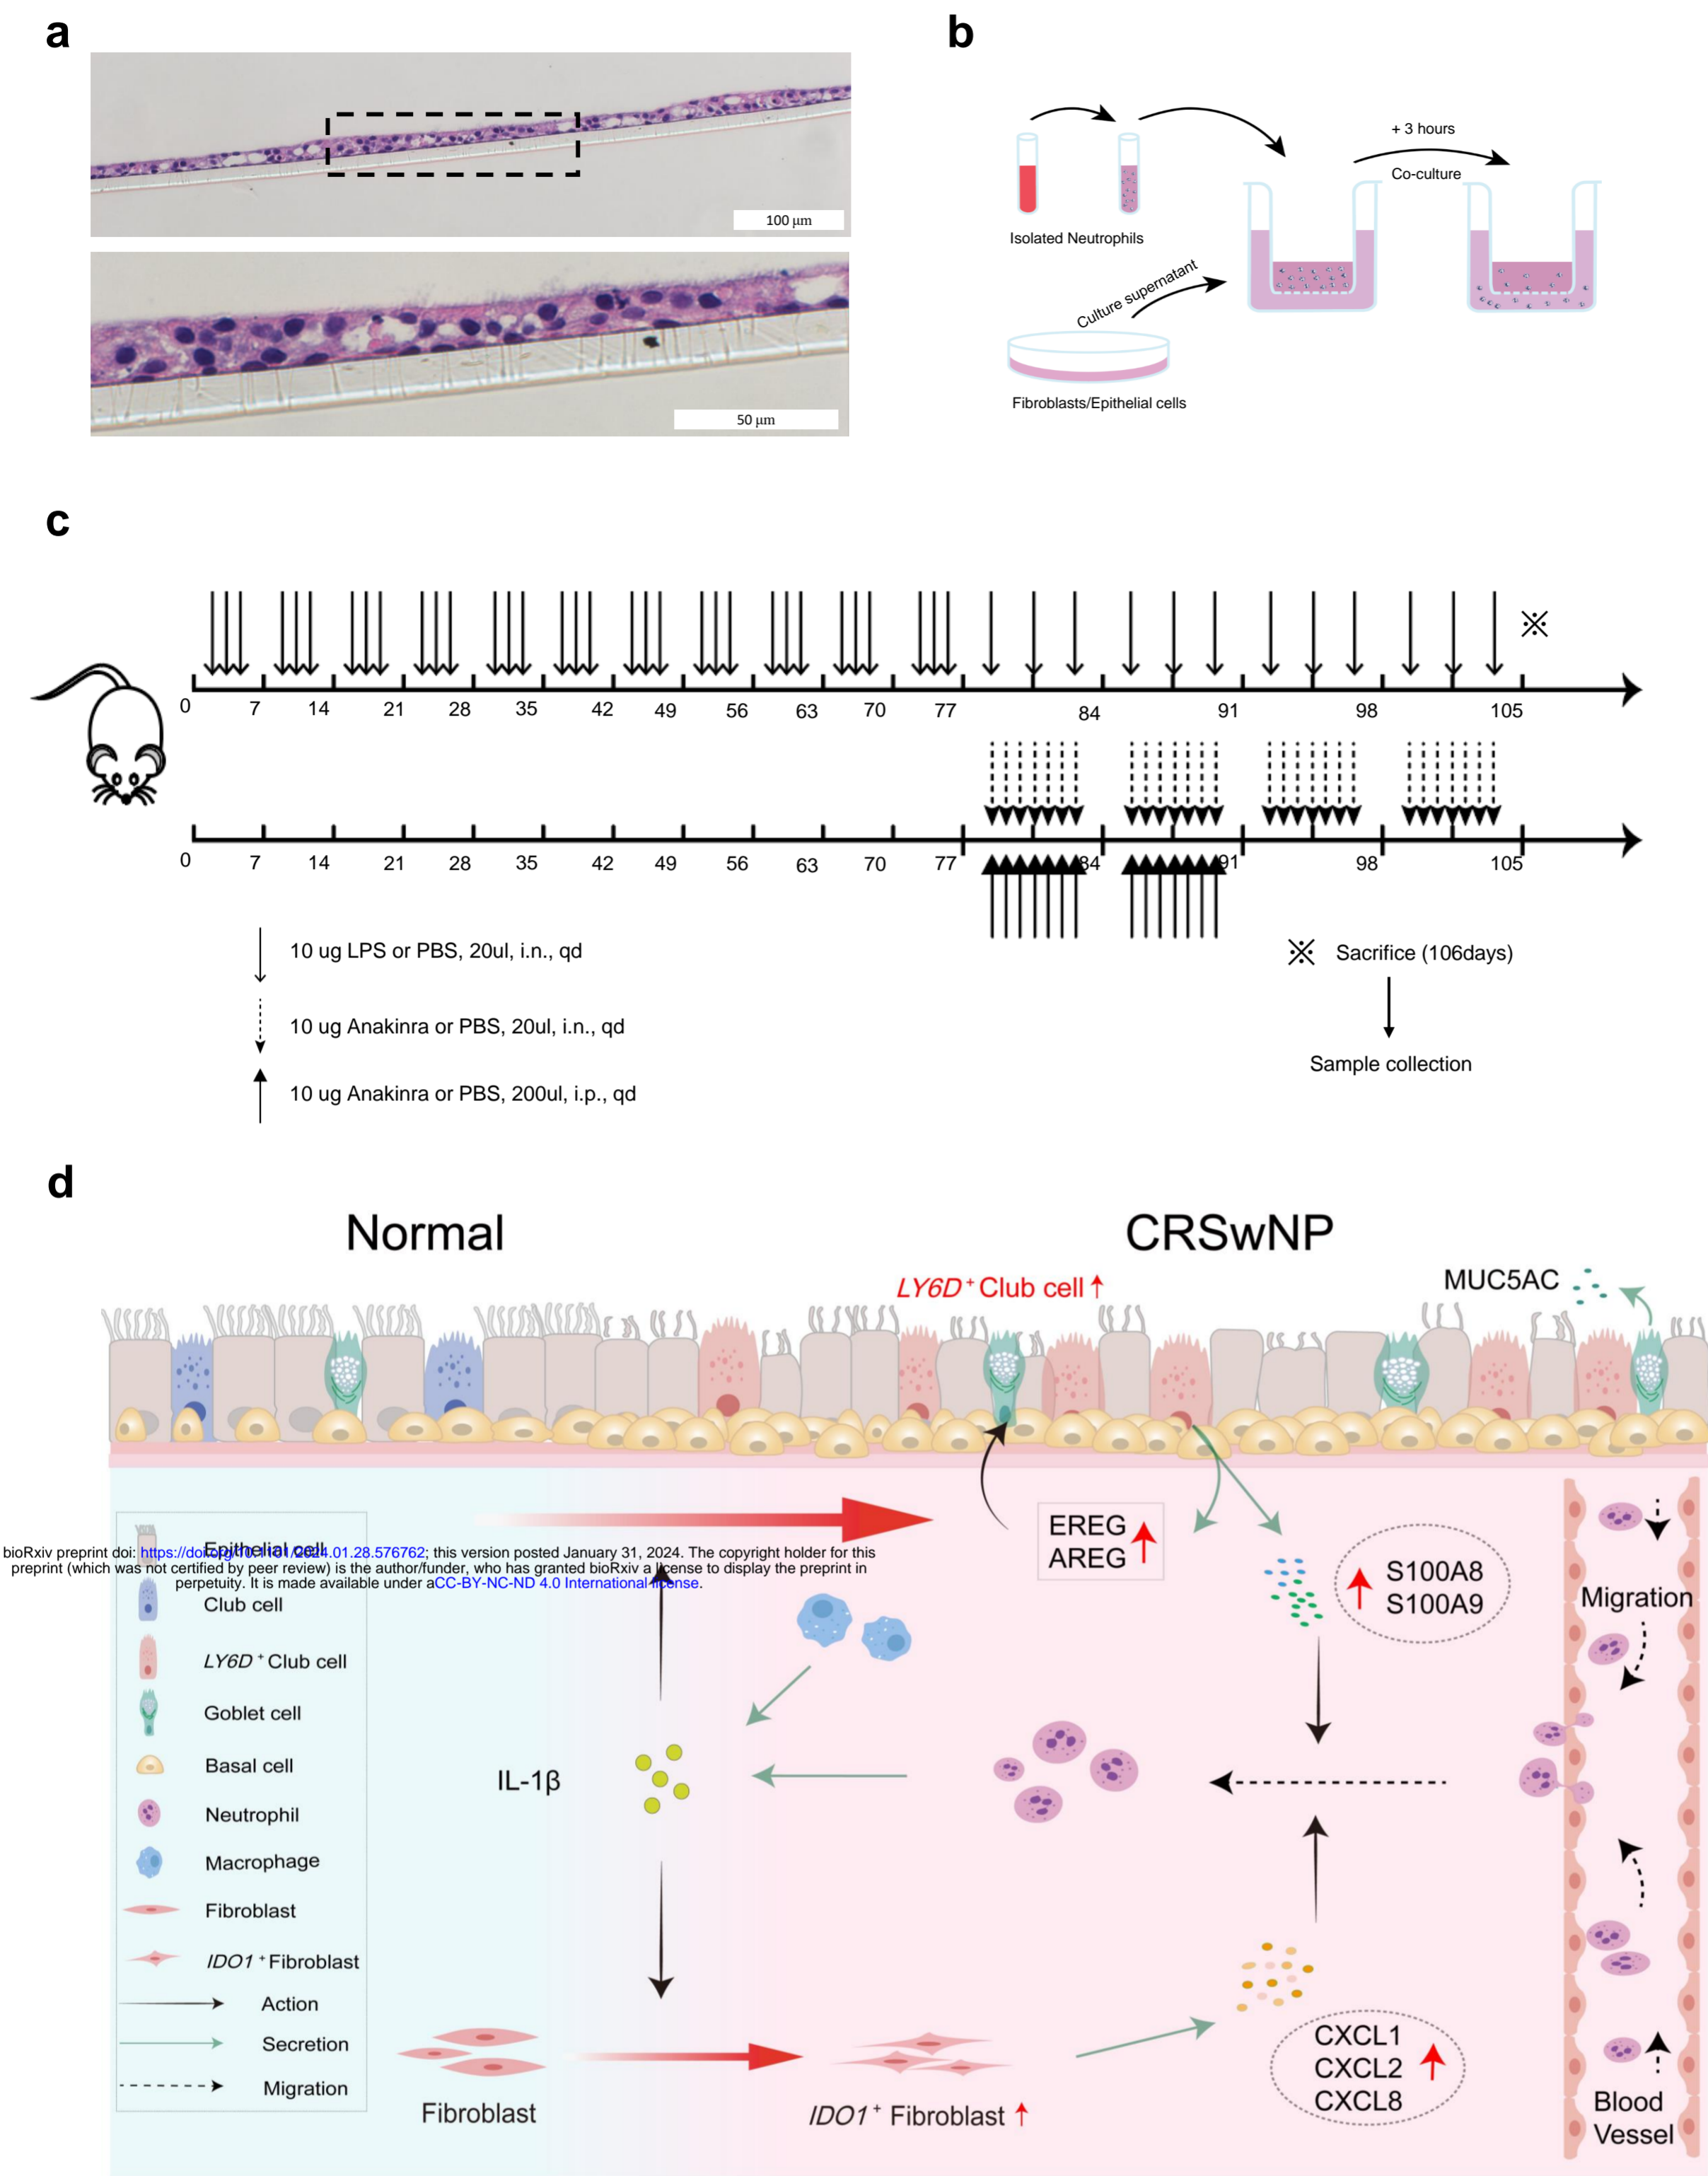 a
100 μm
50 μm
b
+ 3 hours
Co-culture
Isolated Neutrophils
Culture supernatant
Fibroblasts/Epithelial cells
c
0 7 14 21 28 35 42 49 56 63 70 77 84 91 98 105
0 7 14 21 28 35 42 49 56 63 70 77 84 91 98 105
10 ug LPS or PBS, 20ul, i.n., qd
10 ug Anakinra or PBS, 20ul, i.n., qd
10 ug Anakinra or PBS, 200ul, i.p., qd
※ Sacrifice (106days)
Sample collection
※
d
Normal
CRSwNP
LY6D + Club cell ↑
MUC5AC
EREG
AREG
S100A8
S100A9
Migration
Epithelial cell
bioRxiv preprint doi: https://doi.org/10.1101/2024.01.28.576762; this version posted January 31, 2024. The copyright holder for this
preprint (which was not certified by peer review) is the author/funder, who has granted bioRxiv a license to display the preprint in
perpetuity. It is made available under aCC-BY-NC-ND 4.0 International license.
Club cell
LY6D + Club cell
Goblet cell
Basal cell
Neutrophil
Macrophage
Fibroblast
IDO1 + Fibroblast
Action
Secretion
Migration
IL-1β
Fibroblast
IDO1 + Fibroblast ↑
CXCL1
CXCL2
CXCL8
Blood
Vessel